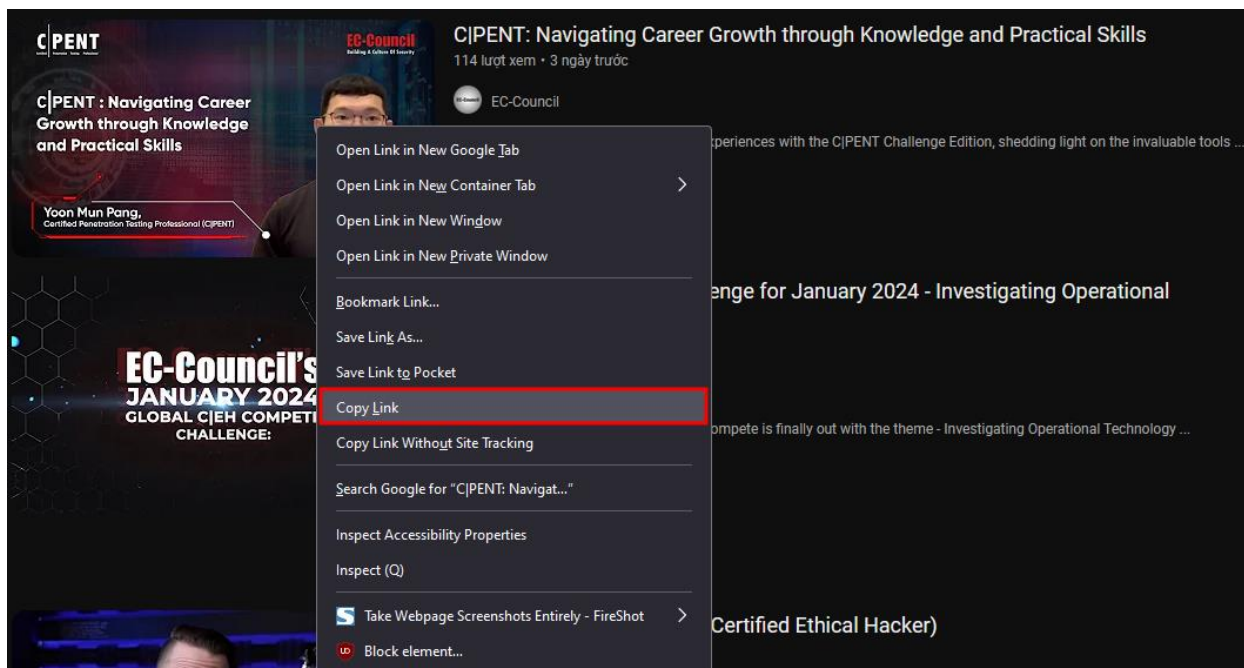 C|PENT
EC-Council
Building A Culture Of Security
C|PENT : Navigating Career
Growth through Knowledge
and Practical Skills
Yoon Mun Pang,
Certified Penetration Testing Professional (C|PENT)
C|PENT: Navigating Career Growth through Knowledge and Practical Skills
114 lượt xem • 3 ngày trước
EC-Council
xperiences with the C|PENT Challenge Edition, shedding light on the invaluable tools ...
Open Link in New Google Tab
Open Link in New Container Tab
Open Link in New Window
Open Link in New Private Window
Bookmark Link...
Save Link As...
Save Link to Pocket
Copy Link
Copy Link Without Site Tracking
Search Google for “C|PENT: Navigat...”
Inspect Accessibility Properties
Inspect (Q)
Take Webpage Screenshots Entirely - FireShot
Block element...
EC-Council's
JANUARY 2024
GLOBAL C|EH COMPETI
CHALLENGE:
enge for January 2024 - Investigating Operational
ompete is finally out with the theme - Investigating Operational Technology ...
Certified Ethical Hacker)